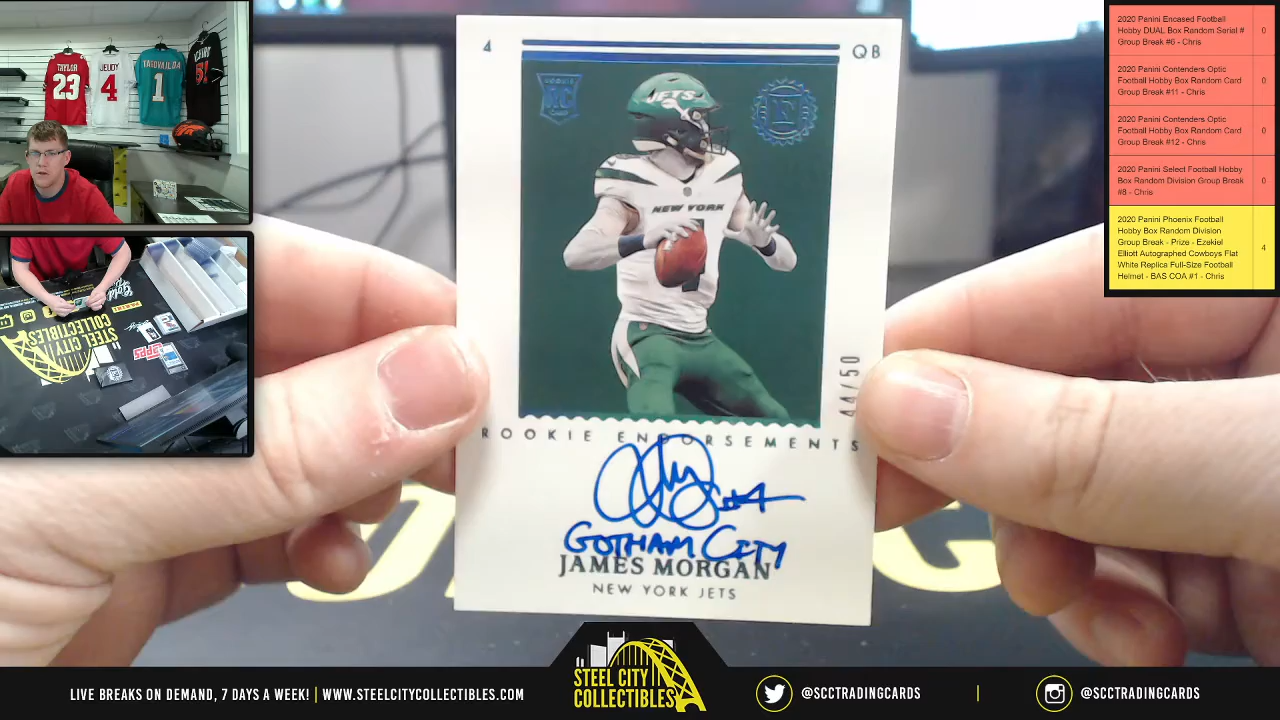 TAYLOR
23
JEUDY
4
TAGOVAILOA
1
4
QB
ROOKIE
RC
CARD
E
JETS
NEW YORK
4
44/50
ROOKIE ENDORSEMENTS
#4
GOTHAM CITY
JAMES MORGAN
NEW YORK JETS
STEEL CITY
COLLECTIBLES
Topps
2020 Panini Encased Football
Hobby DUAL Box Random Serial #
Group Break #6 - Chris
0
2020 Panini Contenders Optic
Football Hobby Box Random Card
Group Break #11 - Chris
0
2020 Panini Contenders Optic
Football Hobby Box Random Card
Group Break #12 - Chris
0
2020 Panini Select Football Hobby
Box Random Division Group Break
#8 - Chris
0
2020 Panini Phoenix Football
Hobby Box Random Division
Group Break - Prize - Ezekiel
Elliott Autographed Cowboys Flat
White Replica Full-Size Football
Helmet - BAS COA #1 - Chris
4
LIVE BREAKS ON DEMAND, 7 DAYS A WEEK! | WWW.STEELCITYCOLLECTIBLES.COM
STEEL CITY
COLLECTIBLES
@SCCTRADINGCARDS | @SCCTRADINGCARDS